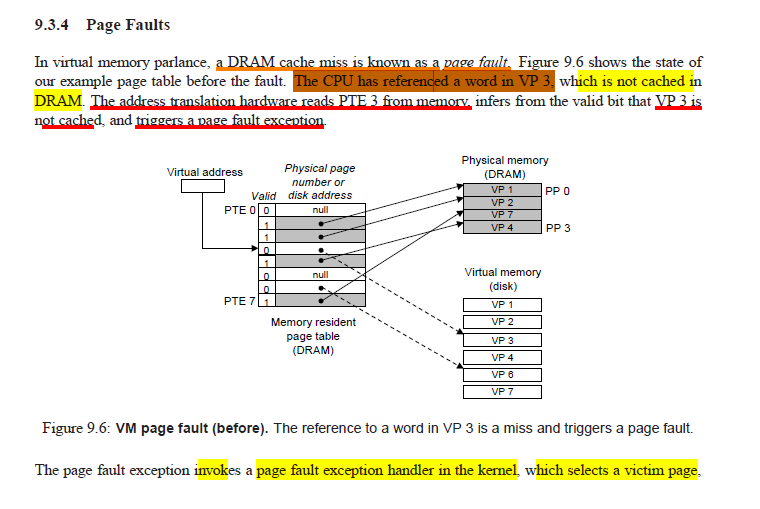 9.3.4 Page Faults
In virtual memory parlance, a DRAM cache miss is known as a page fault. Figure 9.6 shows the state of
our example page table before the fault. The CPU has referenced a word in VP 3, which is not cached in
DRAM. The address translation hardware reads PTE 3 from memory, infers from the valid bit that VP 3 is
not cached, and triggers a page fault exception.
Virtual address
Physical page
number or
disk address
Valid
PTE 0
0
null
1
1
0
1
0
null
0
PTE 7
1
Memory resident
page table
(DRAM)
Physical memory
(DRAM)
VP 1
PP 0
VP 2
VP 7
VP 4
PP 3
Virtual memory
(disk)
VP 1
VP 2
VP 3
VP 4
VP 6
VP 7
Figure 9.6: VM page fault (before). The reference to a word in VP 3 is a miss and triggers a page fault.
The page fault exception invokes a page fault exception handler in the kernel, which selects a victim page,